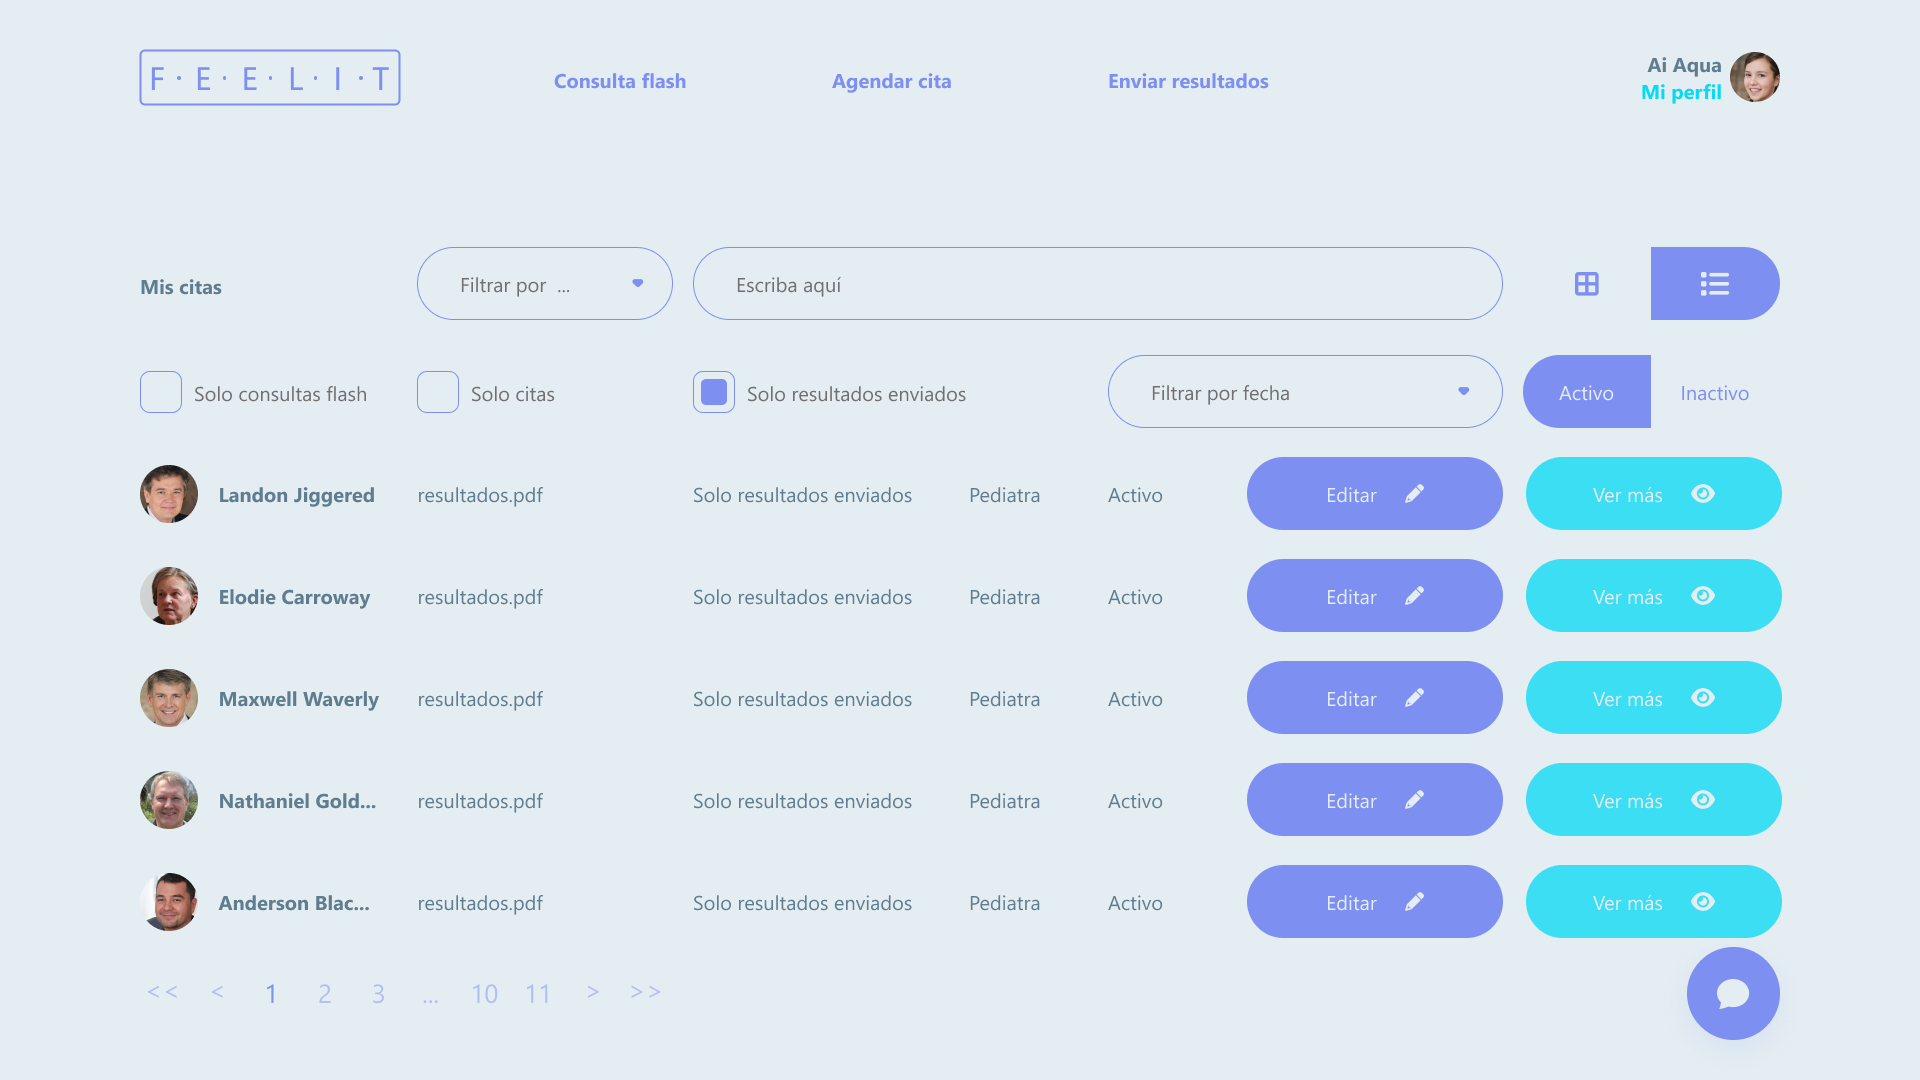 F·E·E·L·I·T
Consulta flash
Agendar cita
Enviar resultados
Ai Aqua
Mi perfil
Mis citas
Filtrar por ...
Escriba aquí
Solo consultas flash
Solo citas
Solo resultados enviados
Filtrar por fecha
Activo
Inactivo
Landon Jiggered resultados.pdf Solo resultados enviados Pediatra Activo Editar Ver más
Elodie Carroway resultados.pdf Solo resultados enviados Pediatra Activo Editar Ver más
Maxwell Waverly resultados.pdf Solo resultados enviados Pediatra Activo Editar Ver más
Nathaniel Gold... resultados.pdf Solo resultados enviados Pediatra Activo Editar Ver más
Anderson Blac... resultados.pdf Solo resultados enviados Pediatra Activo Editar Ver más
<< < 1 2 3 ... 10 11 > >>